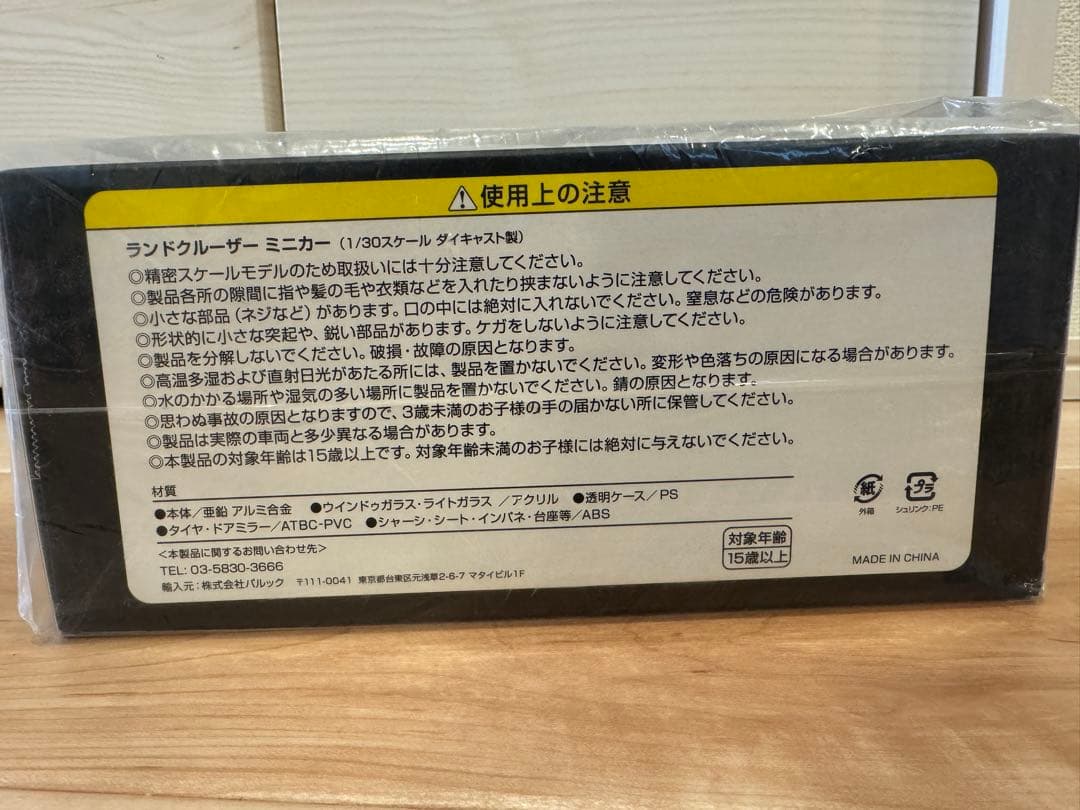 ⚠使用上の注意
ランドクルーザー ミニカー（1/30スケール ダイキャスト製）
◎精密スケールモデルのため取扱いには十分注意してください。
◎製品各所の隙間に指や髪の毛や衣類などを入れたり挟まないように注意してください。
◎小さな部品（ネジなど）があります。口の中には絶対に入れないでください。窒息などの危険があります。
◎形状的に小さな突起や、鋭い部品があります。ケガをしないように注意してください。
◎製品を分解しないでください。破損・故障の原因となります。
◎高温多湿および直射日光があたる所には、製品を置かないでください。変形や色落ちの原因になる場合があります。
◎水のかかる場所や湿気の多い場所に製品を置かないでください。錆の原因となります。
◎思わぬ事故の原因となりますので、3歳未満のお子様の手の届かない所に保管してください。
◎製品は実際の車両と多少異なる場合があります。
◎本製品の対象年齢は15歳以上です。対象年齢未満のお子様には絶対に与えないでください。
材質
●本体／亜鉛 アルミ合金 ●ウインドゥガラス・ライトガラス ／アクリル ●透明ケース／PS
●タイヤ・ドアミラー／ATBC-PVC ●シャーシ・シート・インパネ・台座等／ABS
＜本製品に関するお問い合わせ先＞
TEL: 03-5830-3666
輸入元：株式会社バルック 〒111-0041 東京都台東区元浅草2-6-7 マタイビル1F
対象年齢
15歳以上
紙
外箱
プラ
シュリンク：PE
MADE IN CHINA